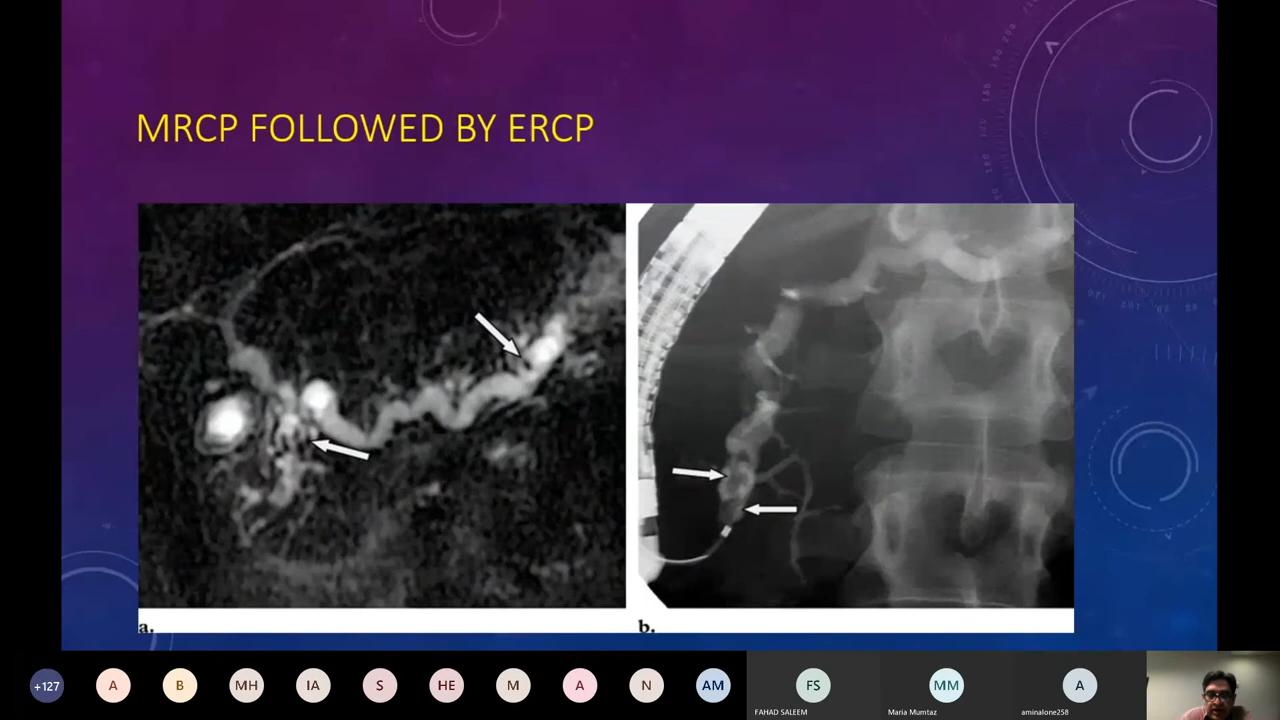 MRCP FOLLOWED BY ERCP
a.
b.
+127
A
B
MH
IA
S
HE
M
A
N
AM
FS
MM
A
FAHAD SALEEM
Maria Mumtaz
aminalone258